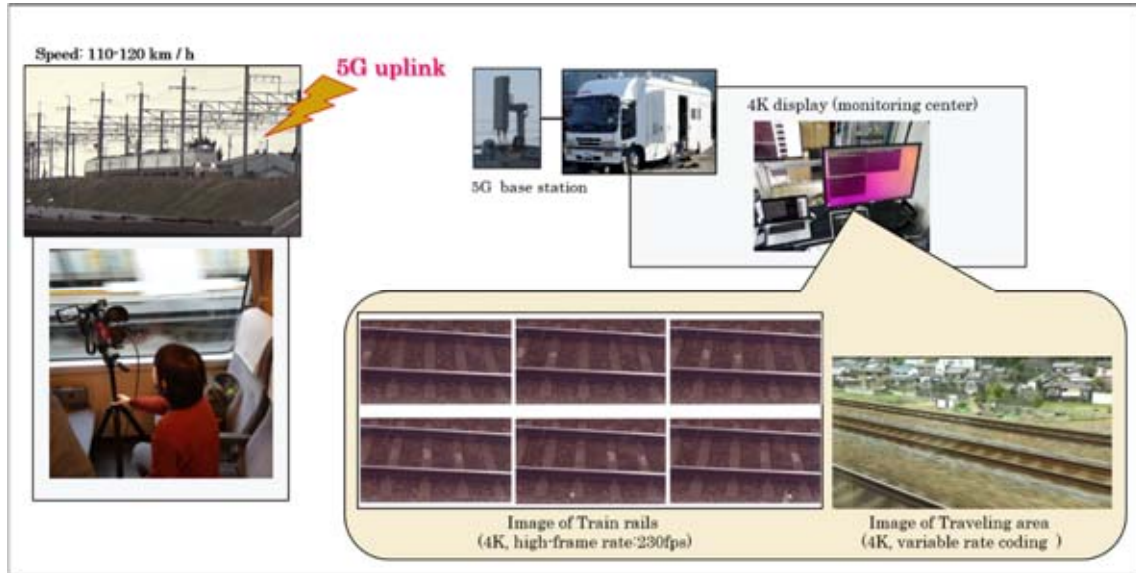 Speed: 110-120 km / h
5G uplink
4K display (monitoring center)
5G base station
Image of Train rails
(4K, high-frame rate:230fps)
Image of Traveling area
(4K, variable rate coding )